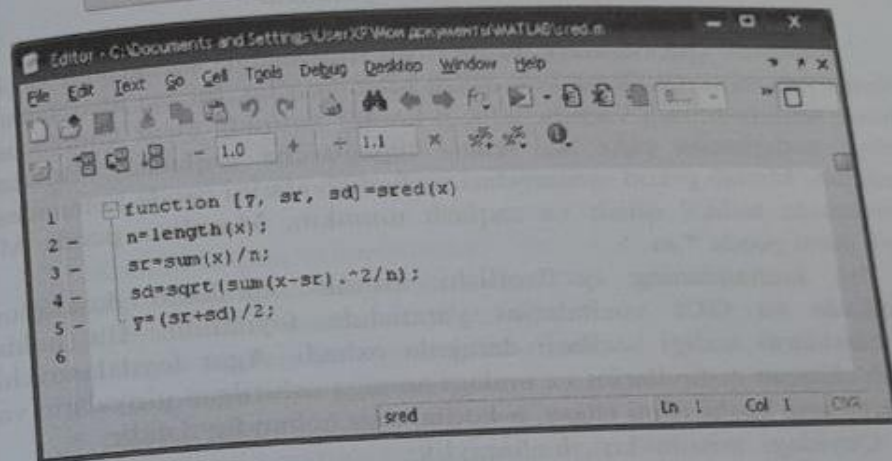 Editor - C:\Documents and Settings\UserXP\Мои документы\MATLAB\sred.m
File Edit Text Go Cell Tools Debug Desktop Window Help
- 1.0 + ÷ 1.1 ×
1 function [y, sr, sd]=sred(x)
2 - n=length(x);
3 - sr=sum(x)/n;
4 - sd=sqrt(sum(x-sr).^2/n);
5 - y=(sr+sd)/2;
6
sred Ln 1 Col 1 OVR